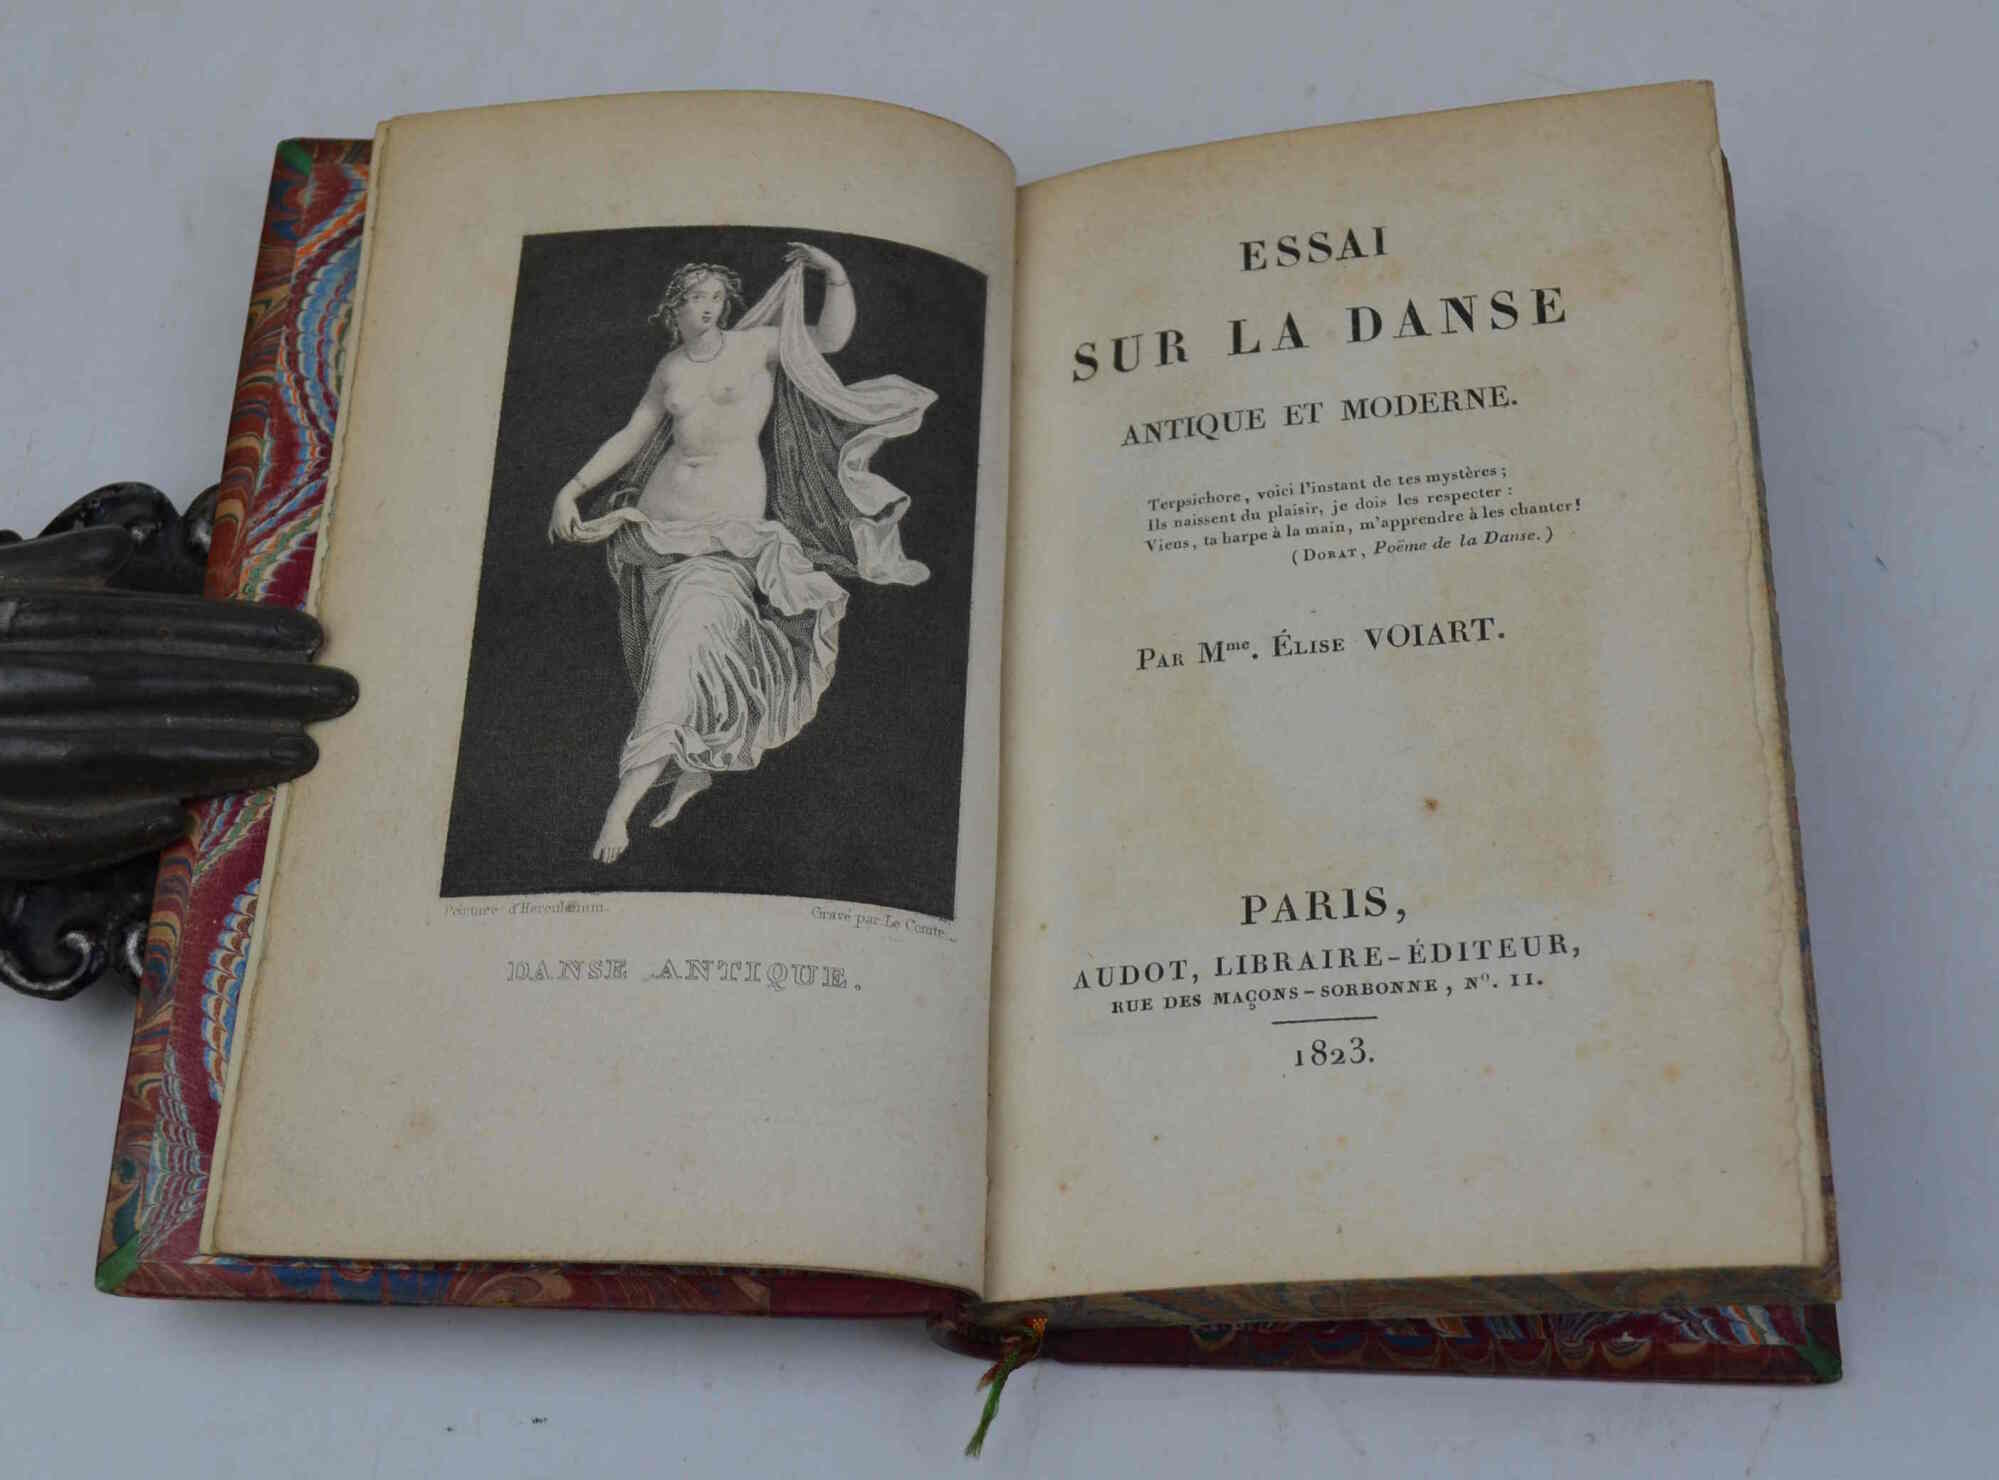 Peinture d'Herculanum.
Gravé par Le Comte.
DANSE ANTIQUE.
ESSAI
SUR LA DANSE
ANTIQUE ET MODERNE.
Terpsichore, voici l'instant de tes mystères ;
Ils naissent du plaisir, je dois les respecter :
Viens, ta harpe à la main, m'apprendre à les chanter !
(DORAT, Poëme de la Danse.)
PAR Mme. ÉLISE VOIART.
PARIS,
AUDOT, LIBRAIRE-ÉDITEUR,
RUE DES MAÇONS-SORBONNE, N°. 11.
1823.